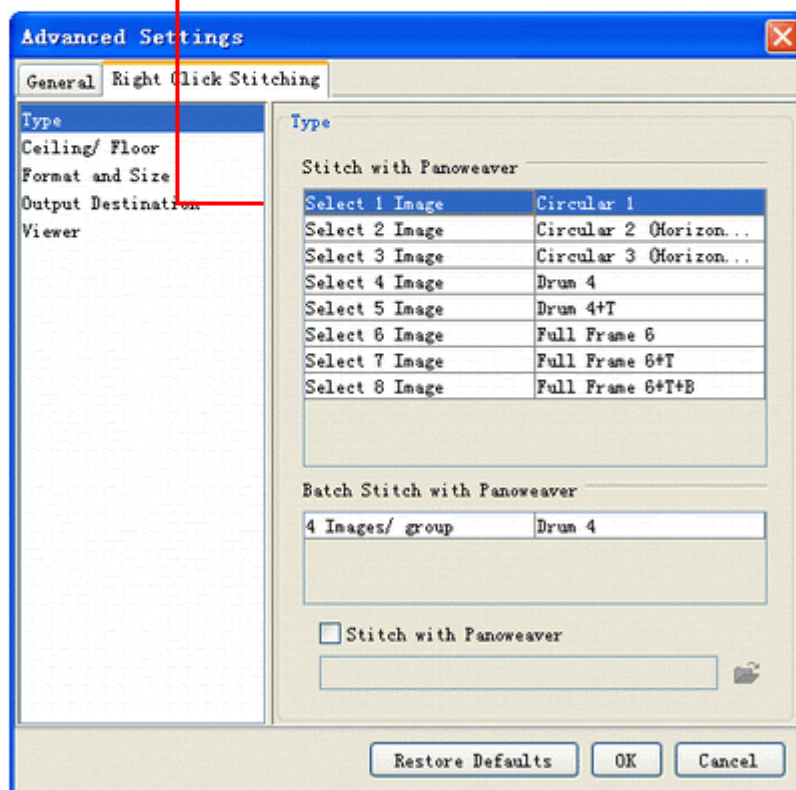 Advanced Settings
General Right Click Stitching
Type
Ceiling/ Floor
Format and Size
Output Destination
Viewer
Type
Stitch with Panoweaver
Select 1 Image Circular 1
Select 2 Image Circular 2 (Horizon...
Select 3 Image Circular 3 (Horizon...
Select 4 Image Drum 4
Select 5 Image Drum 4+T
Select 6 Image Full Frame 6
Select 7 Image Full Frame 6+T
Select 8 Image Full Frame 6+T+B
Batch Stitch with Panoweaver
4 Images/ group Drum 4
Stitch with Panoweaver
Restore Defaults OK Cancel